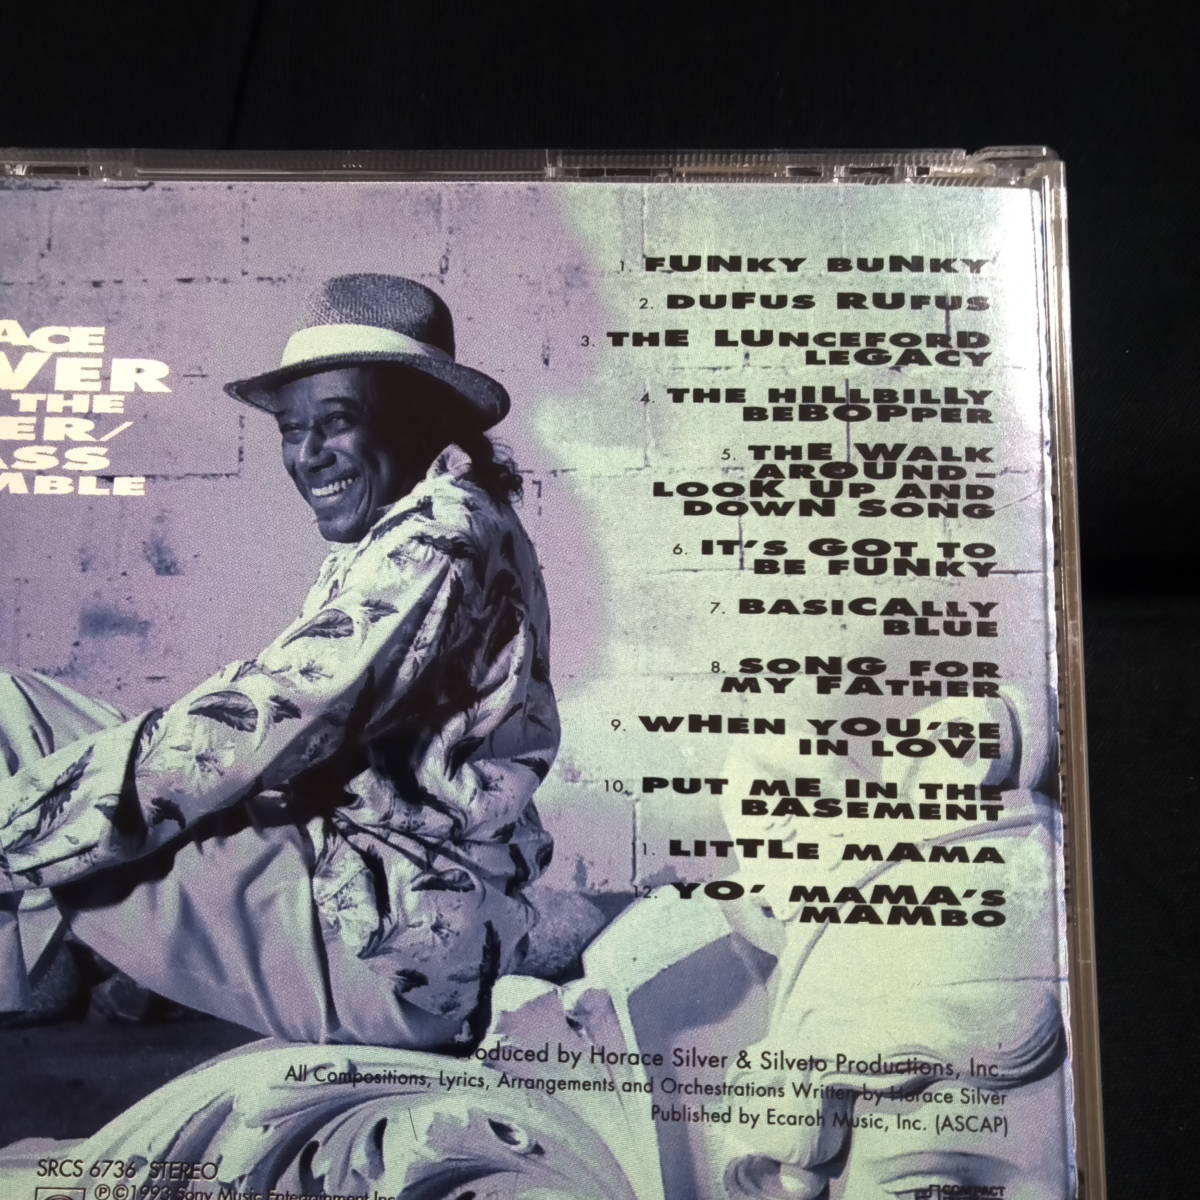 ACE
VER
THE
ER/
ASS
MBLE
1. FUNKY BUNKY
2. DUFUS RUFUS
3. THE LUNCEFORD
LEGACY
4. THE HILLBILLY
BEBOPPER
5. THE WALK
AROUND–
LOOK UP AND
DOWN SONG
6. IT'S GOT TO
BE FUNKY
7. BASICALLY
BLUE
8. SONG FOR
MY FATHER
9. WHEN YOU'RE
IN LOVE
10. PUT ME IN THE
BASEMENT
1. LITTLE MAMA
12. YO' MAMA'S
MAMBO
Produced by Horace Silver & Silveto Productions, Inc.
All Compositions, Lyrics, Arrangements and Orchestrations Written by Horace Silver
Published by Ecaroh Music, Inc. (ASCAP)
SRCS 6736 STEREO
℗©1993 Sony Music Entertainment Inc.
COMPACT